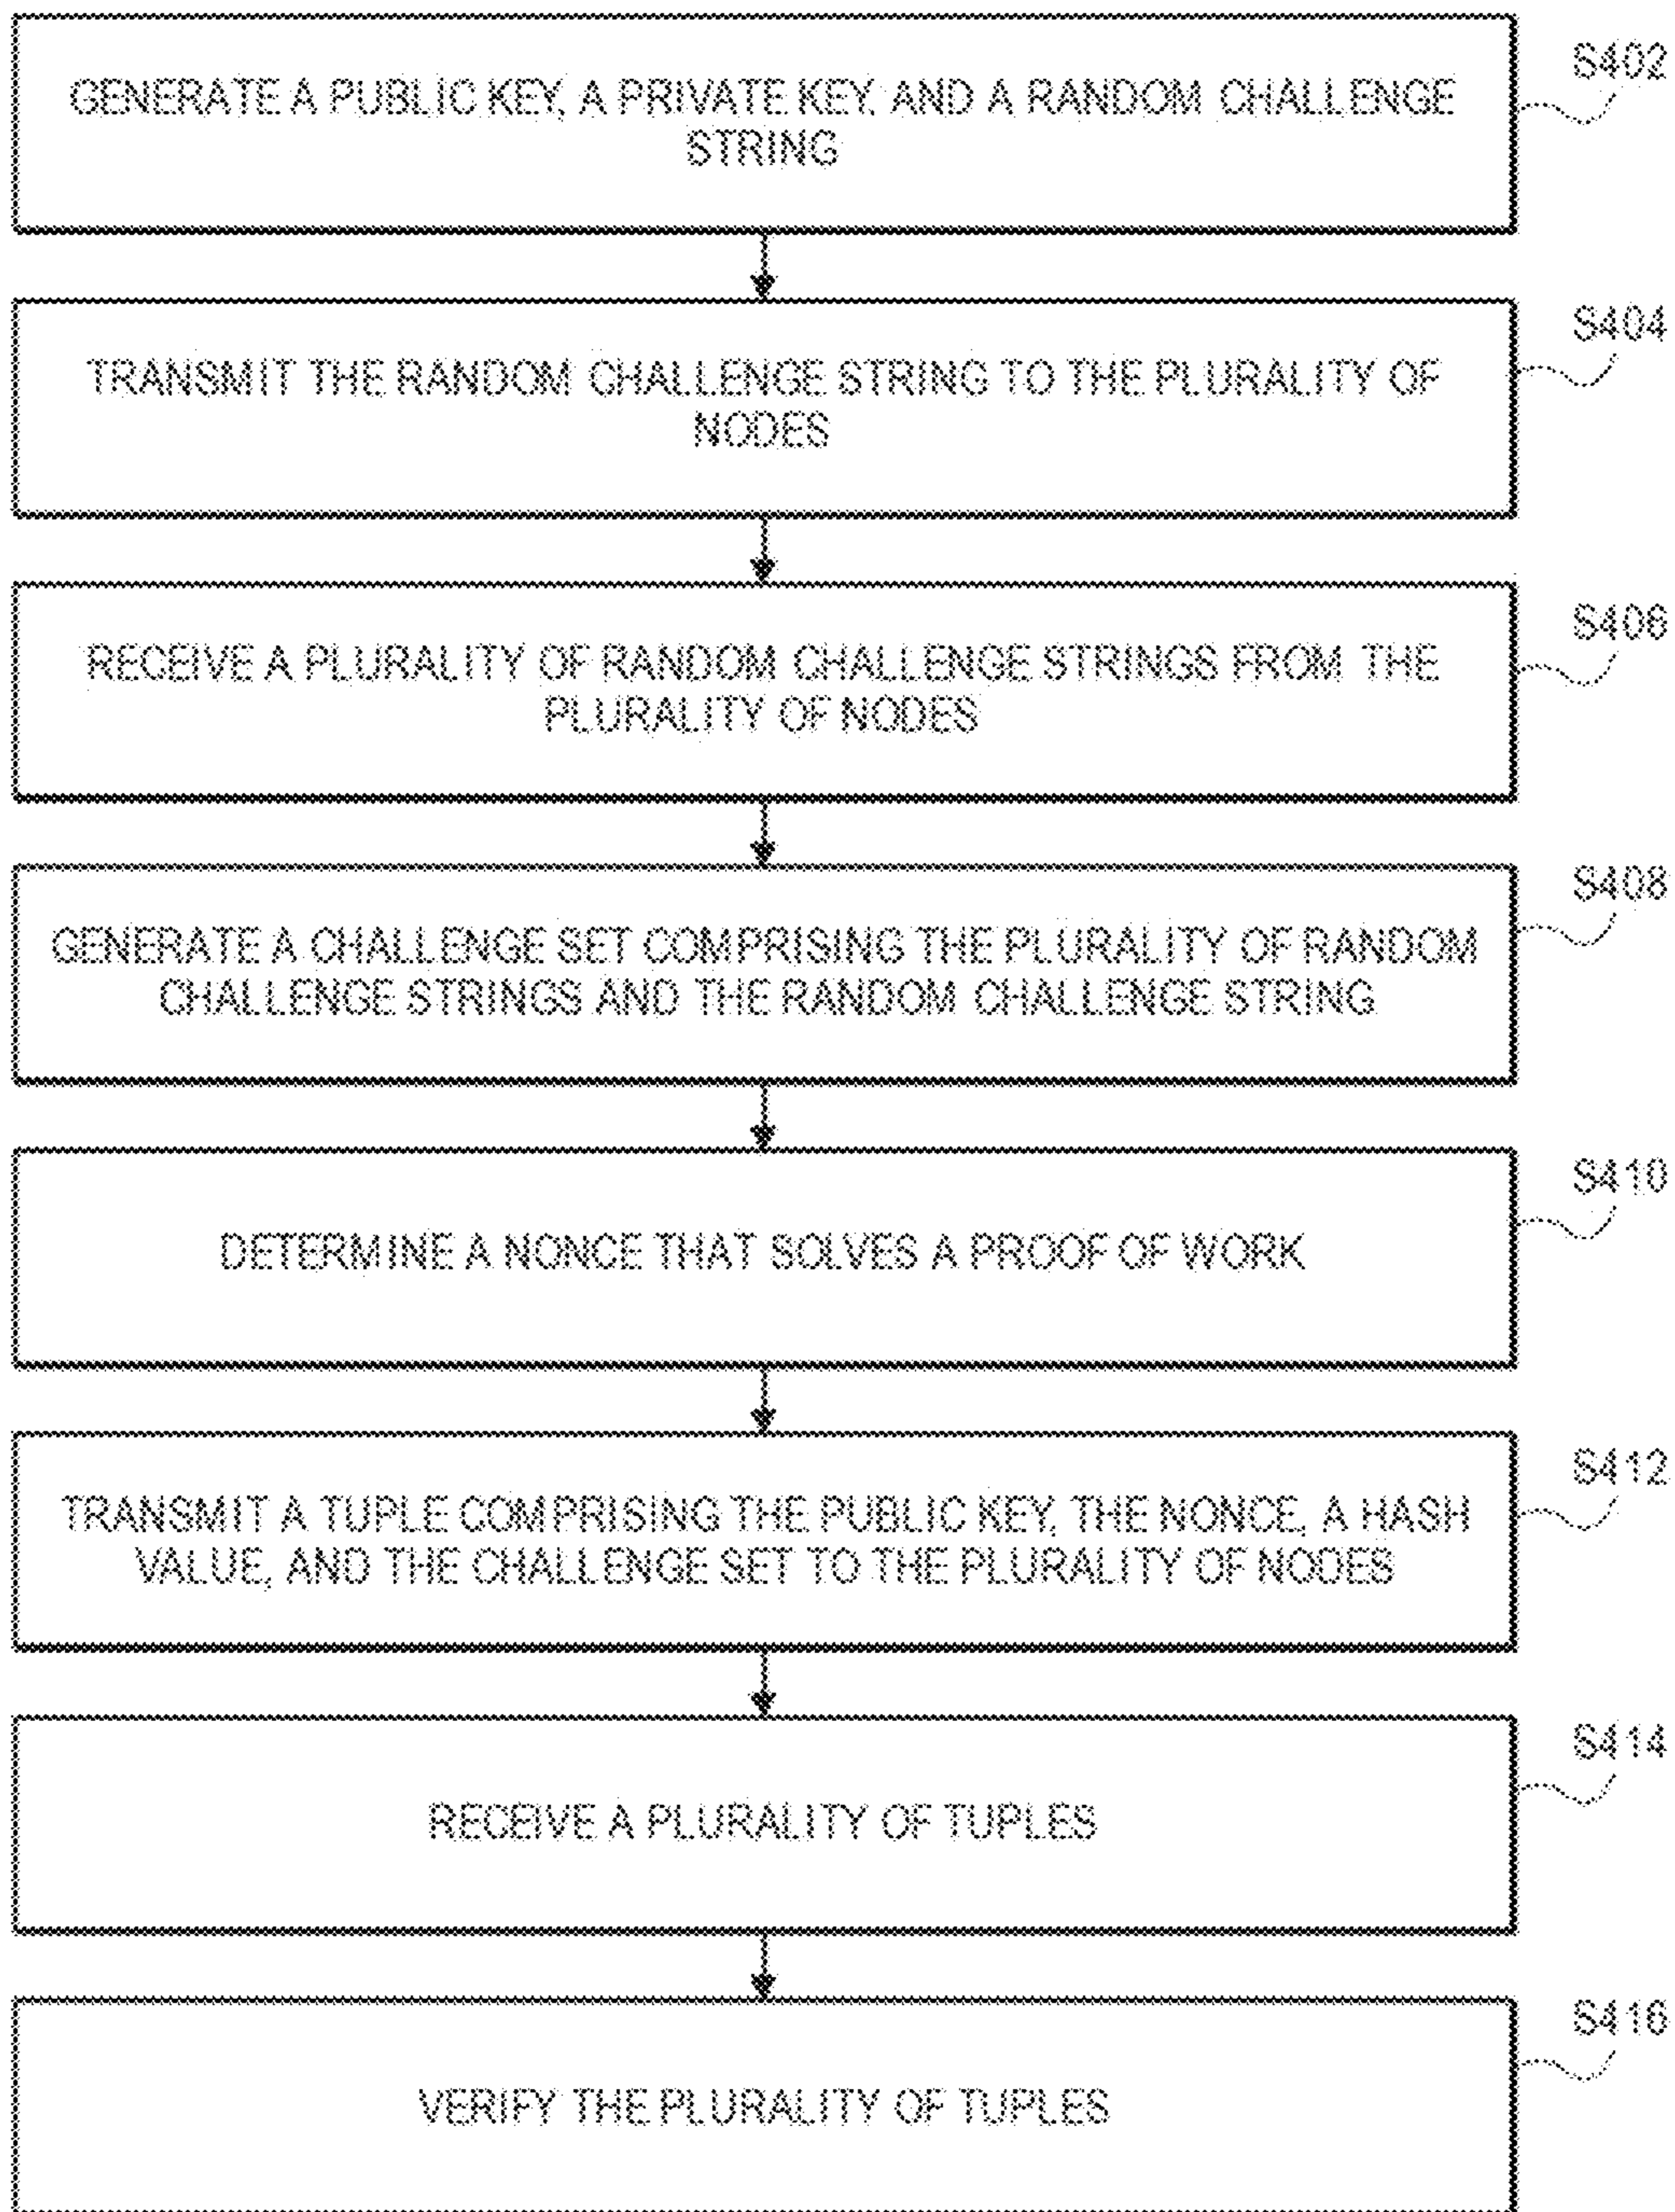 GENERATE A PUBLIC KEY, A PRIVATE KEY, AND A RANDOM CHALLENGE
STRING
S402
TRANSMIT THE RANDOM CHALLENGE STRING TO THE PLURALITY OF
NODES
S404
RECEIVE A PLURALITY OF RANDOM CHALLENGE STRINGS FROM THE
PLURALITY OF NODES
S406
GENERATE A CHALLENGE SET COMPRISING THE PLURALITY OF RANDOM
CHALLENGE STRINGS AND THE RANDOM CHALLENGE STRING
S408
DETERMINE A NONCE THAT SOLVES A PROOF OF WORK
S410
TRANSMIT A TUPLE COMPRISING THE PUBLIC KEY, THE NONCE, A HASH
VALUE, AND THE CHALLENGE SET TO THE PLURALITY OF NODES
S412
RECEIVE A PLURALITY OF TUPLES
S414
VERIFY THE PLURALITY OF TUPLES
S416